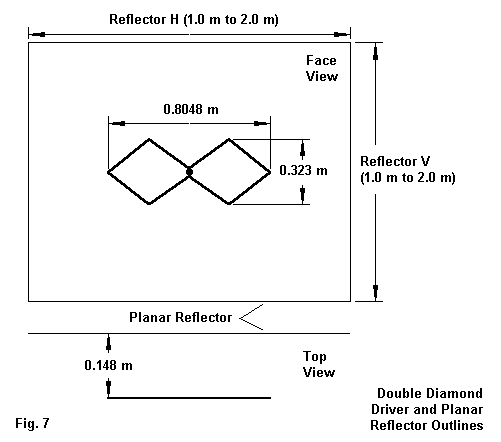 Reflector H (1.0 m to 2.0 m)
Face
View
0.8048 m
0.323 m
Reflector V
(1.0 m to 2.0 m)
Planar Reflector
0.148 m
Top
View
Double Diamond
Driver and Planar
Reflector Outlines
Fig. 7